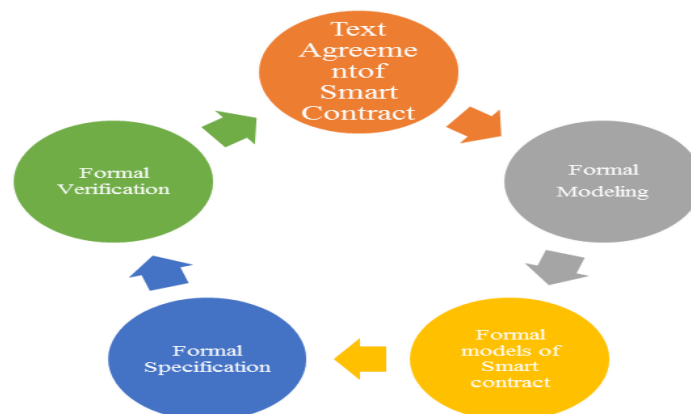 Text
Agreeme
ntof
Smart
Contract
Formal
Modeling
Formal
models of
Smart
contract
Formal
Specification
Formal
Verification